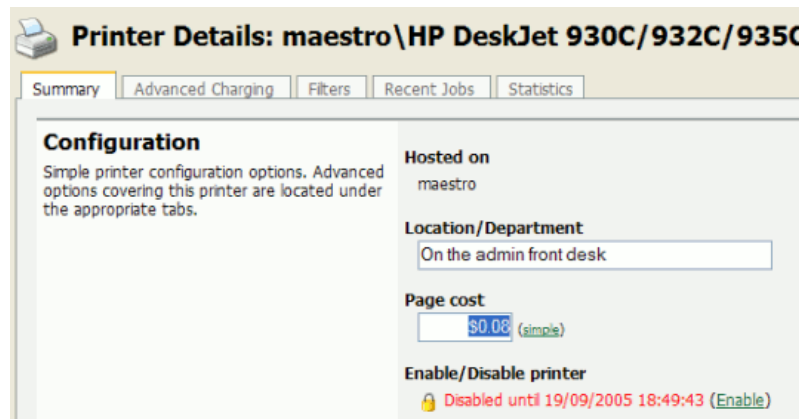 Printer Details: maestro\HP DeskJet 930C/932C/935C
Summary Advanced Charging Filters Recent Jobs Statistics
Configuration
Simple printer configuration options. Advanced
options covering this printer are located under
the appropriate tabs.
Hosted on
maestro
Location/Department
On the admin front desk
Page cost
$0.08 (simple)
Enable/Disable printer
Disabled until 19/09/2005 18:49:43 (Enable)